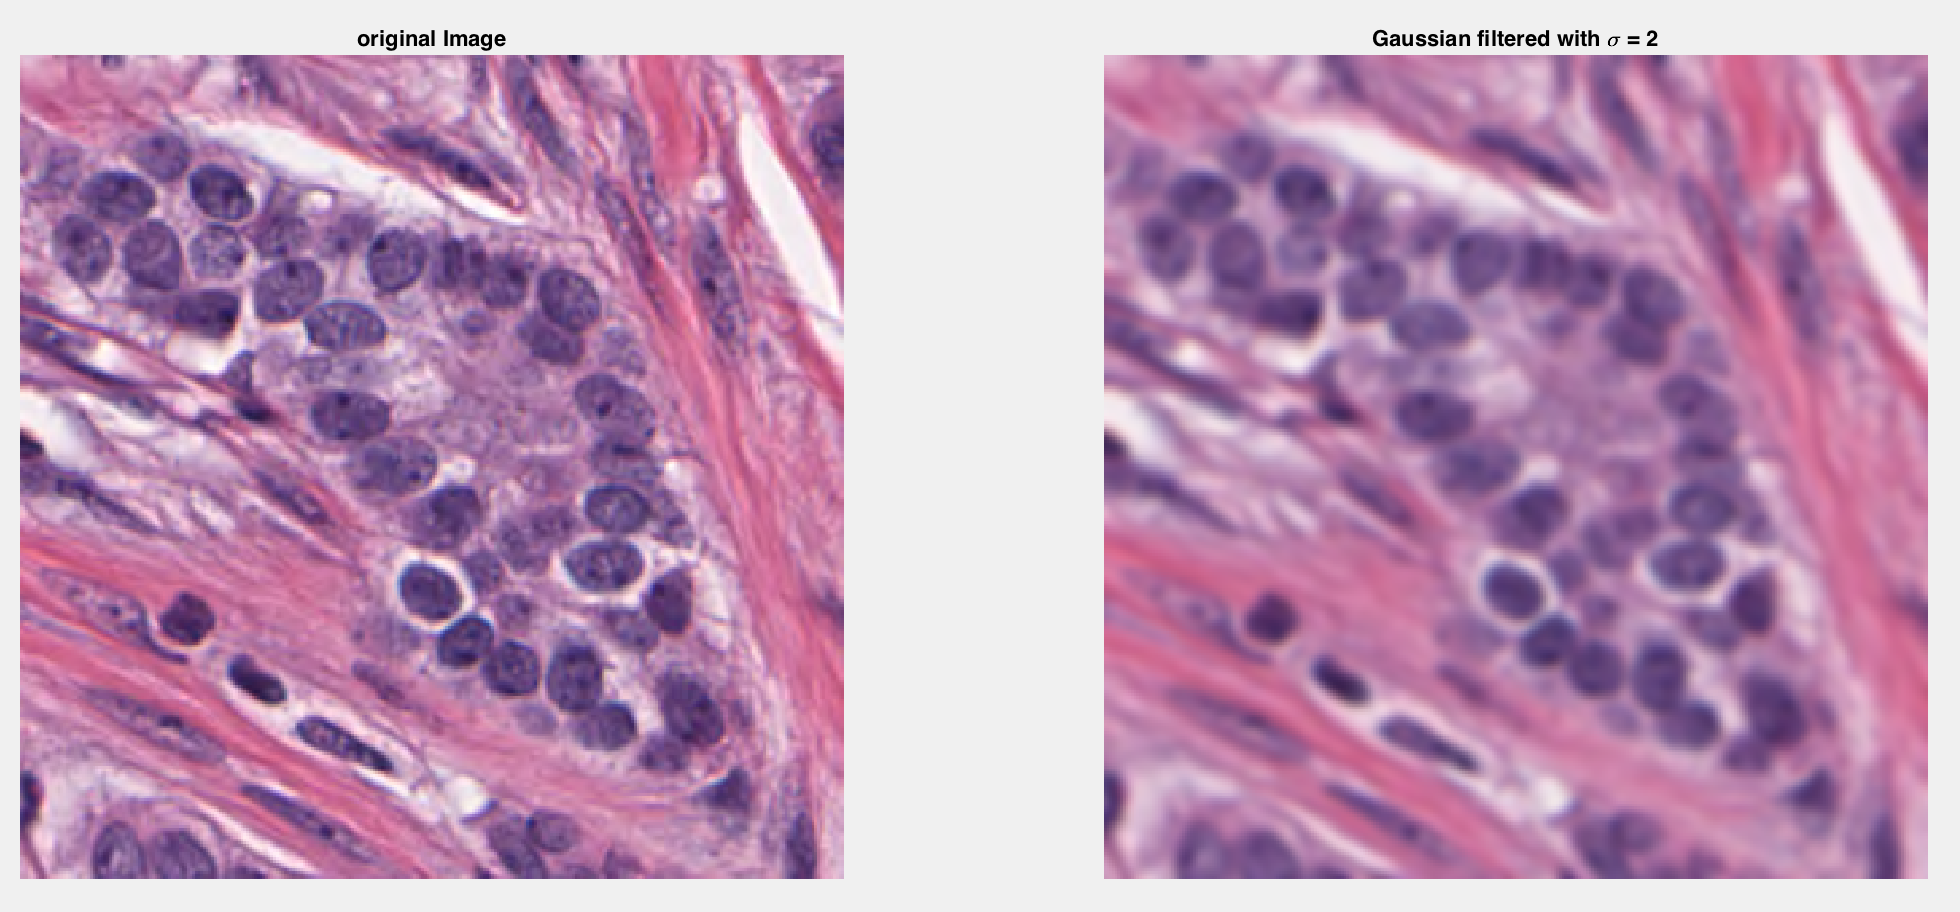 original Image
Gaussian filtered with σ = 2